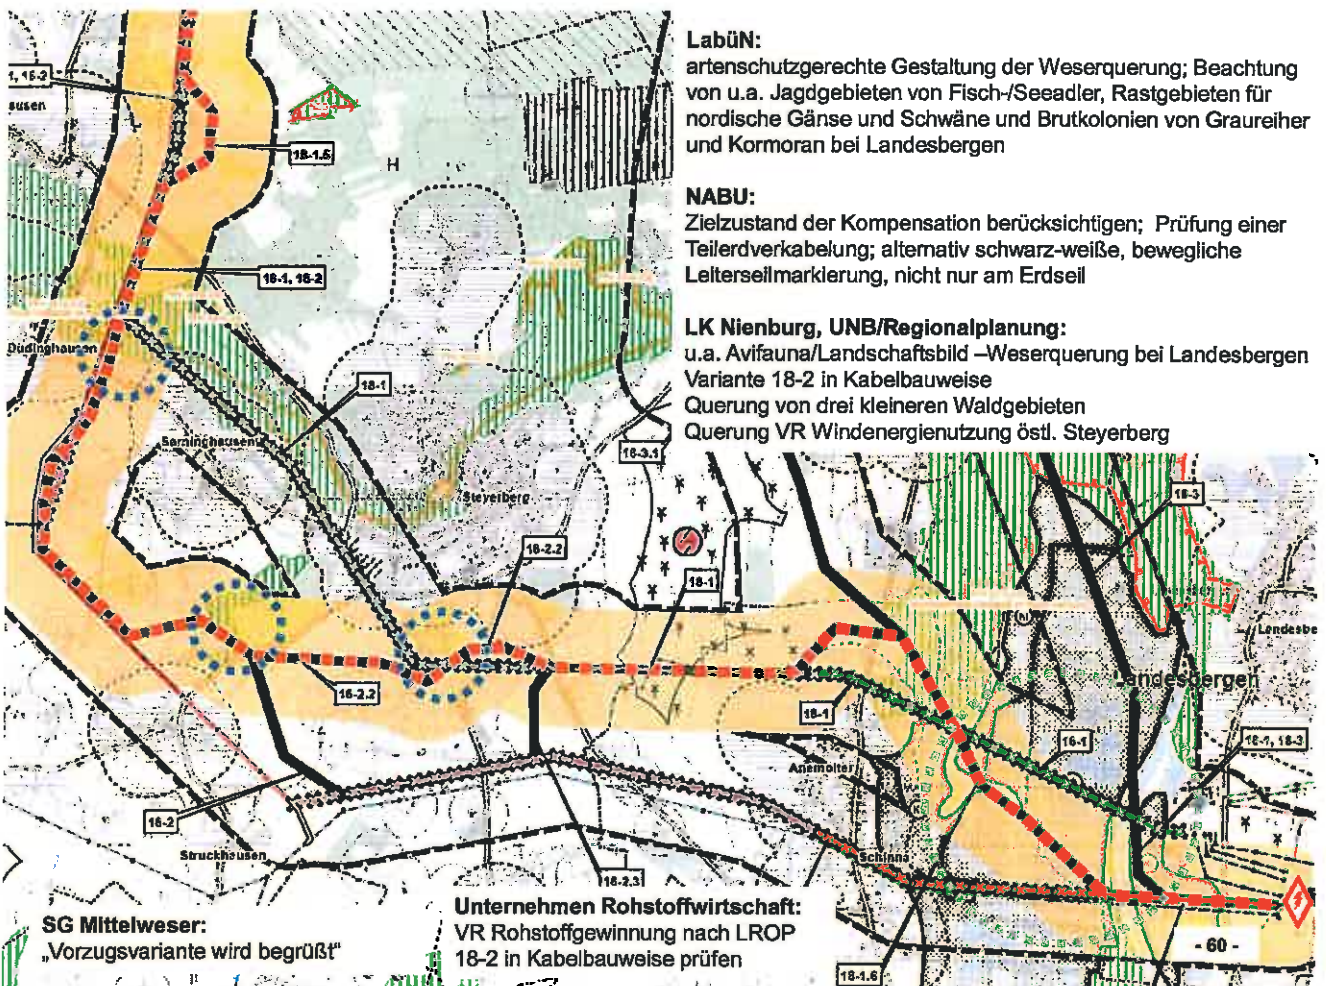 LabüN:
artenschutzgerechte Gestaltung der Weserquerung; Beachtung
von u.a. Jagdgebieten von Fisch-/Seeadler, Rastgebieten für
nordische Gänse und Schwäne und Brutkolonien von Graureiher
und Kormoran bei Landesbergen
NABU:
Zielzustand der Kompensation berücksichtigen; Prüfung einer
Teilerdverkabelung; alternativ schwarz-weiße, bewegliche
Leiterseilmarkierung, nicht nur am Erdseil
LK Nienburg, UNB/Regionalplanung:
u.a. Avifauna/Landschaftsbild –Weserquerung bei Landesbergen
Variante 18-2 in Kabelbauweise
Querung von drei kleineren Waldgebieten
Querung VR Windenergienutzung östl. Steyerberg
18-1.5
H
18-1, 18-2
Düdinghausen
18-1
Sarninghausen
18-3.1
Steyerberg
18-3
18-2.2
18-1
Landesbe
Landesbergen
18-2.2
18-1
18-1
18-1, 18-3
Anemolter
18-2
Struckhausen
Schinna
18-2.3
SG Mittelweser:
„Vorzugsvariante wird begrüßt“
Unternehmen Rohstoffwirtschaft:
VR Rohstoffgewinnung nach LROP
18-2 in Kabelbauweise prüfen
- 60 -
18-1.6